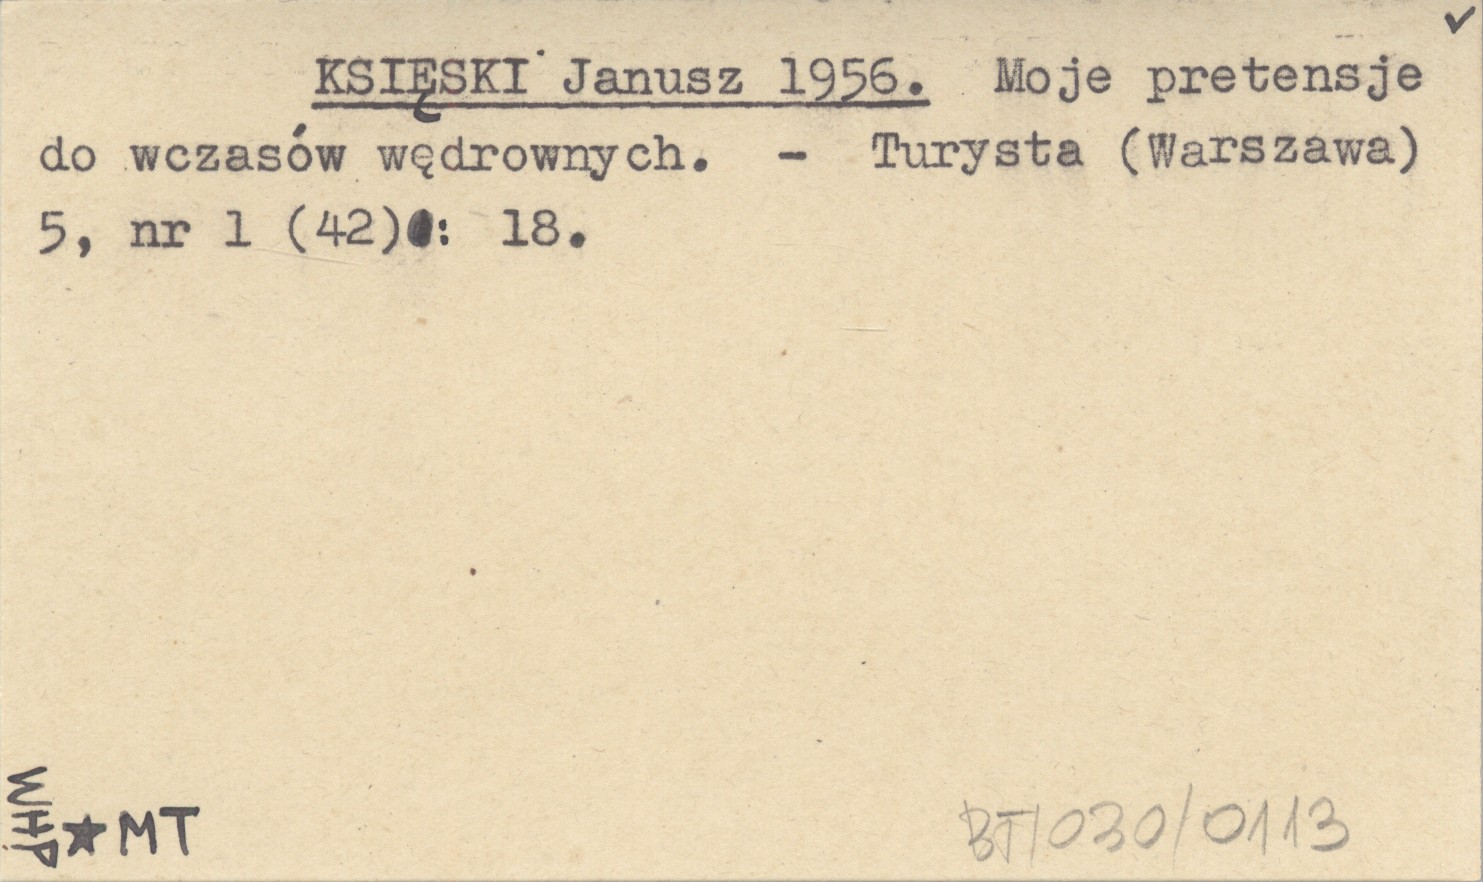 KSIĘSKI Janusz 1956. Moje pretensje
do wczasów wędrownych. - Turysta (Warszawa)
5, nr 1 (42): 18.
WHP ★ MT
BT/030/0113